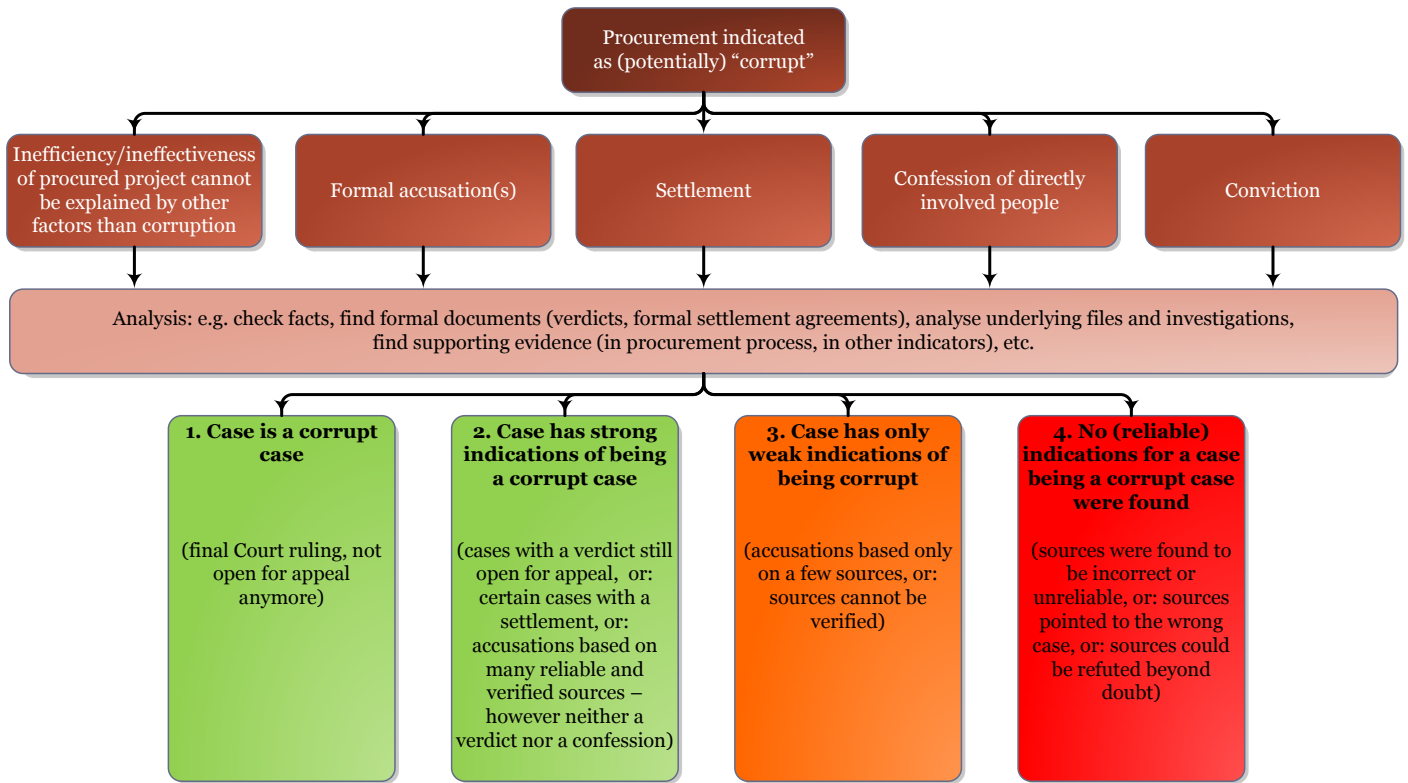 Procurement indicated
as (potentially) “corrupt”
Inefficiency/ineffectiveness
of procured project cannot
be explained by other
factors than corruption
Formal accusation(s)
Settlement
Confession of directly
involved people
Conviction
Analysis: e.g. check facts, find formal documents (verdicts, formal settlement agreements), analyse underlying files and investigations,
find supporting evidence (in procurement process, in other indicators), etc.
1. Case is a corrupt
case
(final Court ruling, not
open for appeal
anymore)
2. Case has strong
indications of being
a corrupt case
(cases with a verdict still
open for appeal, or:
certain cases with a
settlement, or:
accusations based on
many reliable and
verified sources –
however neither a
verdict nor a confession)
3. Case has only
weak indications of
being corrupt
(accusations based only
on a few sources, or:
sources cannot be
verified)
4. No (reliable)
indications for a case
being a corrupt case
were found
(sources were found to
be incorrect or
unreliable, or: sources
pointed to the wrong
case, or: sources could
be refuted beyond
doubt)